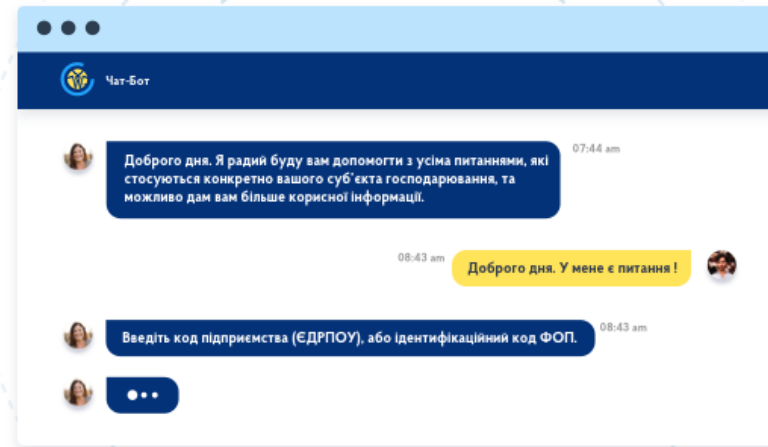 Чат-Бот
Доброго дня. Я радий буду вам допомогти з усіма питаннями, які
стосуються конкретно вашого суб'єкта господарювання, та
можливо дам вам більше корисної інформації.
07:44 am
08:43 am
Доброго дня. У мене є питання !
Введіть код підприємства (ЄДРПОУ), або ідентифікаційний код ФОП.
08:43 am